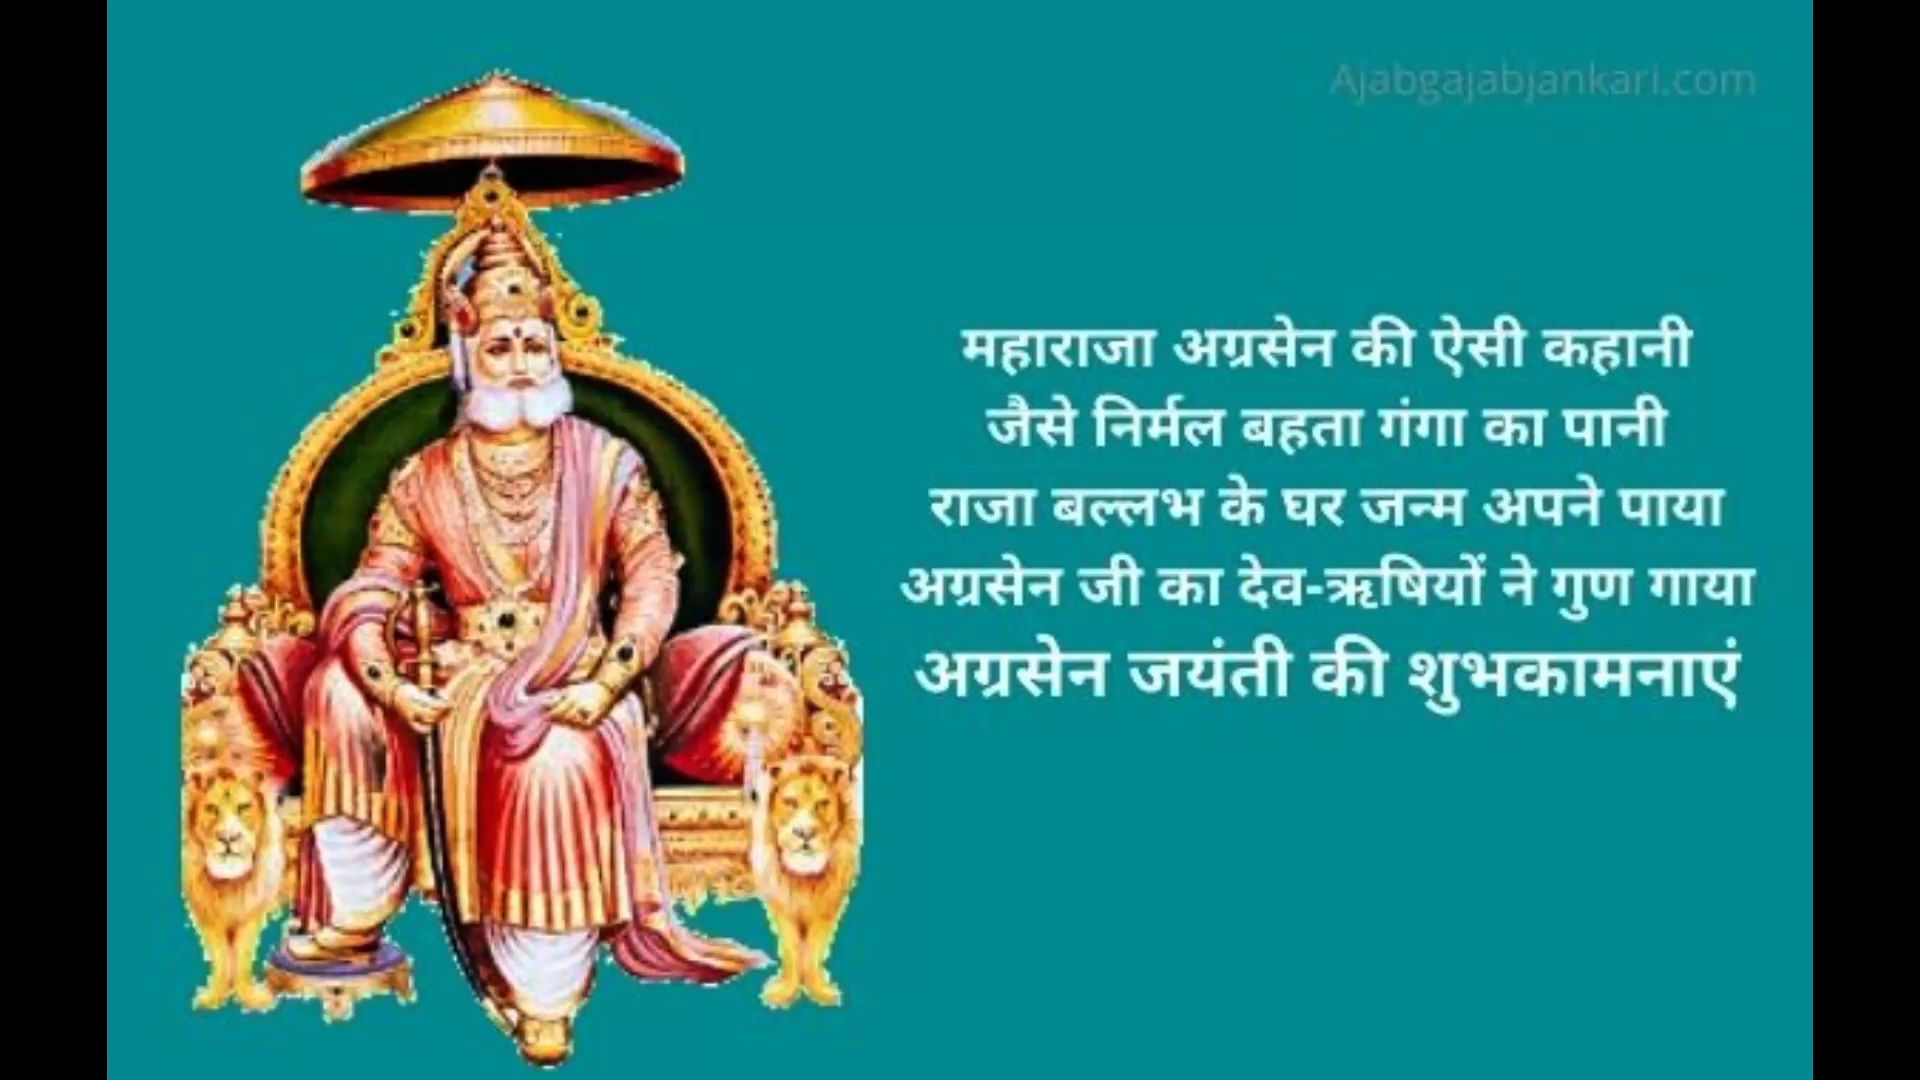 Ajabgajabjankari.com
महाराजा अग्रसेन की ऐसी कहानी
जैसे निर्मल बहता गंगा का पानी
राजा बल्लभ के घर जन्म अपने पाया
अग्रसेन जी का देव-ऋषियों ने गुण गाया
अग्रसेन जयंती की शुभकामनाएं